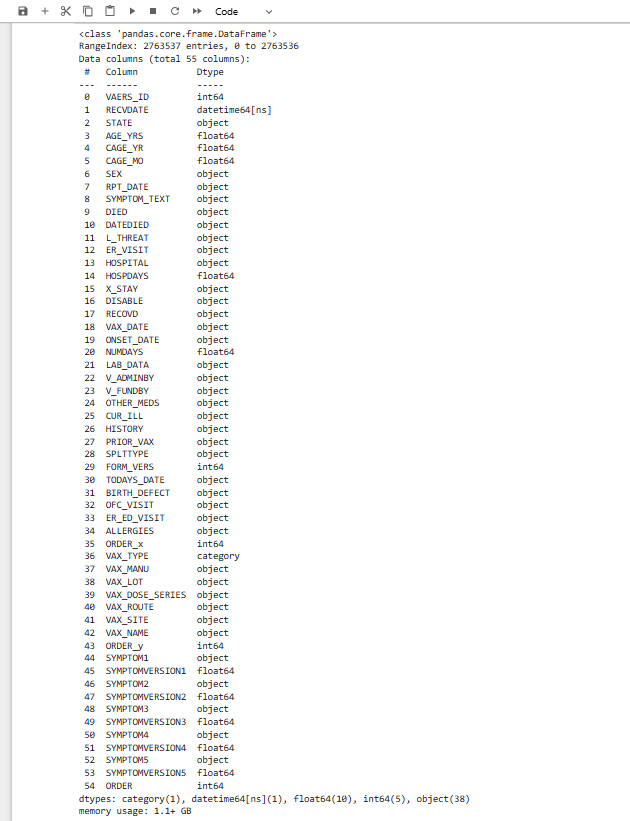 Code
<class 'pandas.core.frame.DataFrame'>
RangeIndex: 2763537 entries, 0 to 2763536
Data columns (total 55 columns):
 #   Column           Dtype
---  ------           -----
 0   VAERS_ID         int64
 1   RECVDATE         datetime64[ns]
 2   STATE            object
 3   AGE_YRS          float64
 4   CAGE_YR          float64
 5   CAGE_MO          float64
 6   SEX              object
 7   RPT_DATE         object
 8   SYMPTOM_TEXT     object
 9   DIED             object
 10  DATEDIED         object
 11  L_THREAT         object
 12  ER_VISIT         object
 13  HOSPITAL         object
 14  HOSPDAYS         float64
 15  X_STAY           object
 16  DISABLE          object
 17  RECOVD           object
 18  VAX_DATE         object
 19  ONSET_DATE       object
 20  NUMDAYS          float64
 21  LAB_DATA         object
 22  V_ADMINBY        object
 23  V_FUNDBY         object
 24  OTHER_MEDS       object
 25  CUR_ILL          object
 26  HISTORY          object
 27  PRIOR_VAX        object
 28  SPLTTYPE         object
 29  FORM_VERS        int64
 30  TODAYS_DATE      object
 31  BIRTH_DEFECT     object
 32  OFC_VISIT        object
 33  ER_ED_VISIT      object
 34  ALLERGIES        object
 35  ORDER_x          int64
 36  VAX_TYPE         category
 37  VAX_MANU         object
 38  VAX_LOT          object
 39  VAX_DOSE_SERIES  object
 40  VAX_ROUTE        object
 41  VAX_SITE         object
 42  VAX_NAME         object
 43  ORDER_y          int64
 44  SYMPTOM1         object
 45  SYMPTOMVERSION1  float64
 46  SYMPTOM2         object
 47  SYMPTOMVERSION2  float64
 48  SYMPTOM3         object
 49  SYMPTOMVERSION3  float64
 50  SYMPTOM4         object
 51  SYMPTOMVERSION4  float64
 52  SYMPTOM5         object
 53  SYMPTOMVERSION5  float64
 54  ORDER            int64
dtypes: category(1), datetime64[ns](1), float64(10), int64(5), object(38)
memory usage: 1.1+ GB